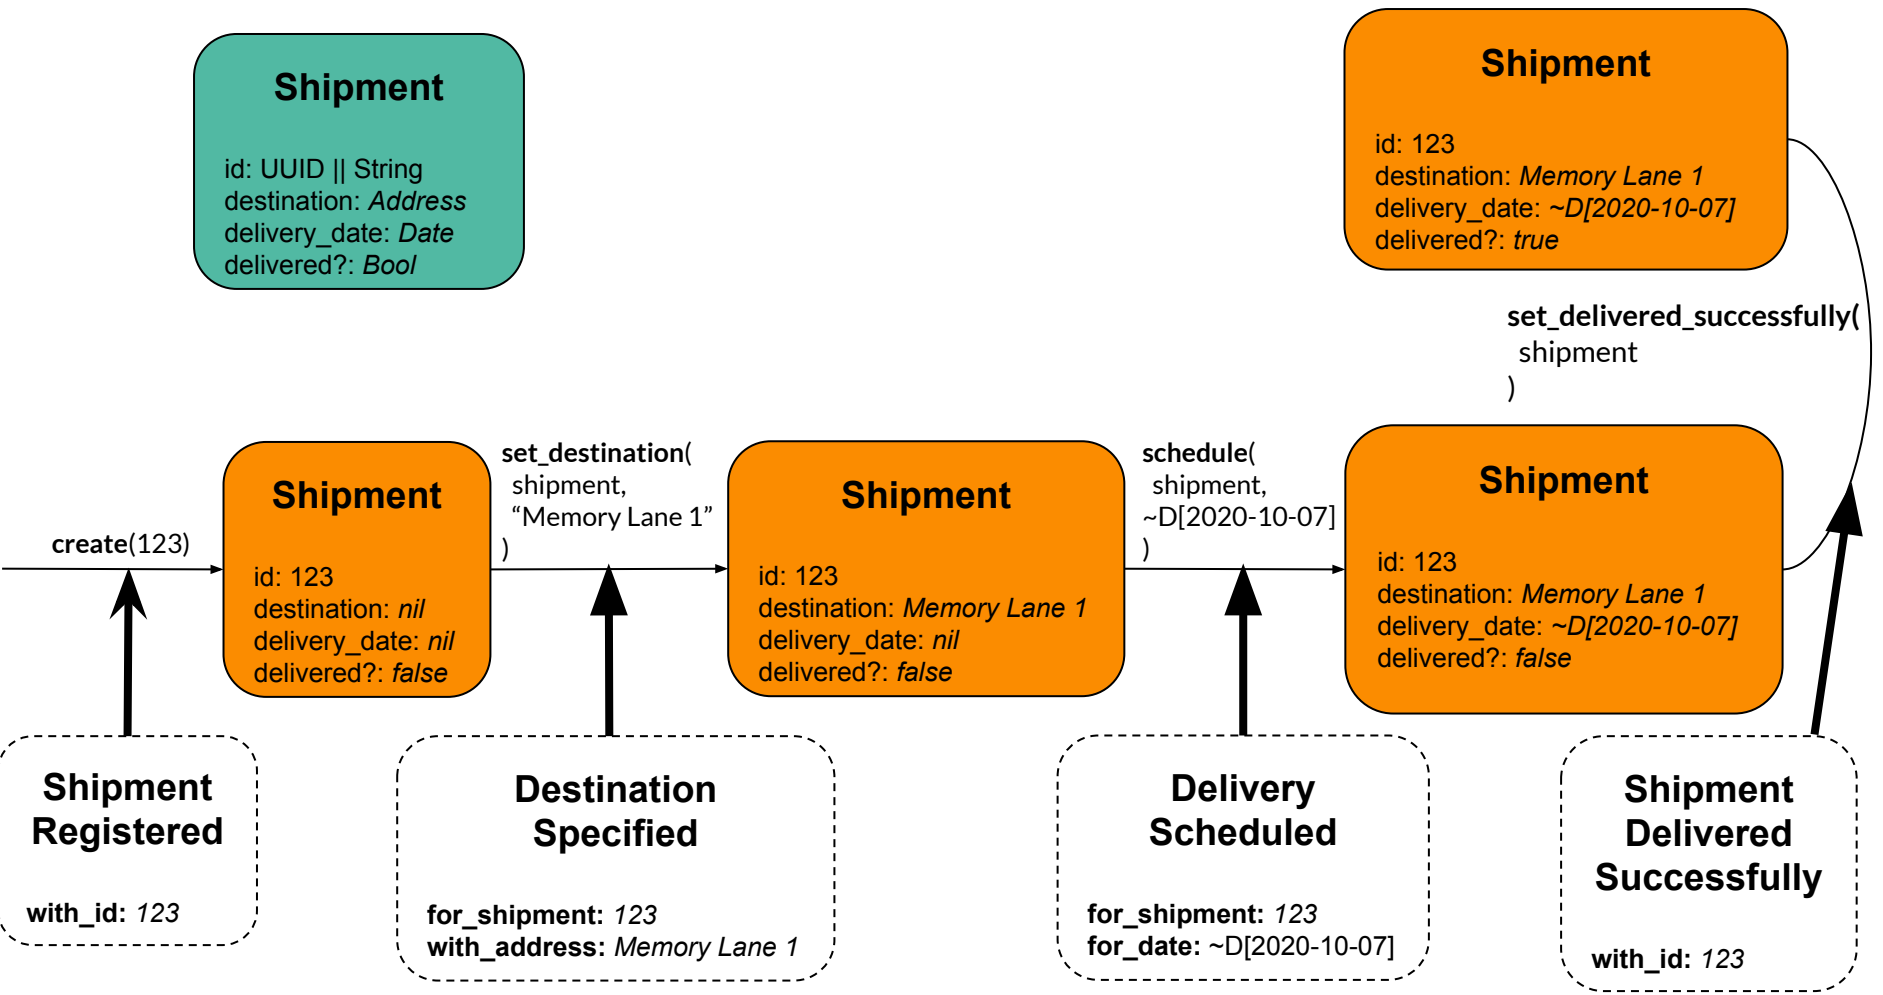 Shipment
id: UUID || String
destination: Address
delivery_date: Date
delivered?: Bool
Shipment
id: 123
destination: Memory Lane 1
delivery_date: ~D[2020-10-07]
delivered?: true
set_delivered_successfully(
shipment
)
create(123)
Shipment
id: 123
destination: nil
delivery_date: nil
delivered?: false
set_destination(
shipment,
“Memory Lane 1”
)
Shipment
id: 123
destination: Memory Lane 1
delivery_date: nil
delivered?: false
schedule(
shipment,
~D[2020-10-07]
)
Shipment
id: 123
destination: Memory Lane 1
delivery_date: ~D[2020-10-07]
delivered?: false
Shipment
Registered
with_id: 123
Destination
Specified
for_shipment: 123
with_address: Memory Lane 1
Delivery
Scheduled
for_shipment: 123
for_date: ~D[2020-10-07]
Shipment
Delivered
Successfully
with_id: 123